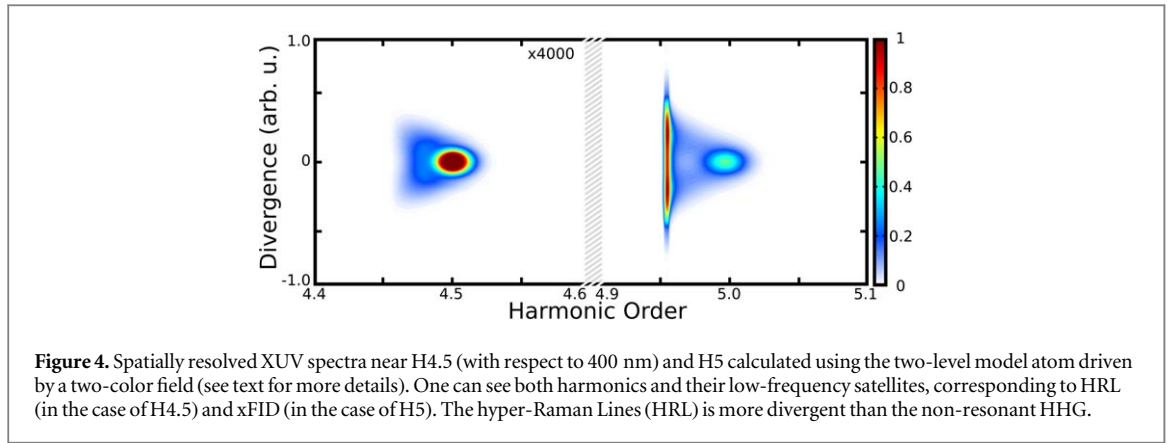 1.0
x4000
1
0.8
Divergence (arb. u.)
0.6
0
0.4
0.2
-1.0
0
4.4 4.5 4.6 4.9 5.0 5.1
Harmonic Order
Figure 4. Spatially resolved XUV spectra near H4.5 (with respect to 400 nm) and H5 calculated using the two-level model atom driven
by a two-color field (see text for more details). One can see both harmonics and their low-frequency satellites, corresponding to HRL
(in the case of H4.5) and xFID (in the case of H5). The hyper-Raman Lines (HRL) is more divergent than the non-resonant HHG.